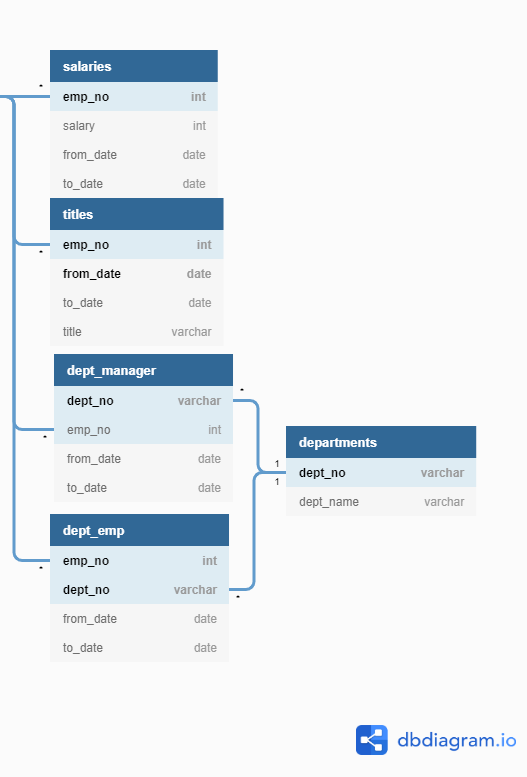 salaries
*
emp_no int
salary int
from_date date
to_date date
titles
emp_no int
*
from_date date
to_date date
title varchar
dept_manager
*
dept_no varchar
emp_no int
*
from_date date
to_date date
departments
1
dept_no varchar
1
dept_name varchar
dept_emp
emp_no int
*
dept_no varchar
*
from_date date
to_date date
dbdiagram.io